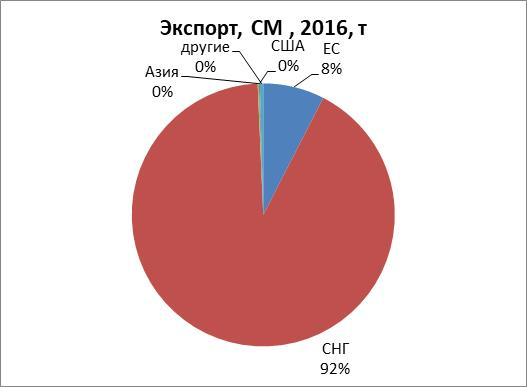 Экспорт, СМ , 2016, т
другие
0%
США
0%
ЕС
8%
Азия
0%
СНГ
92%